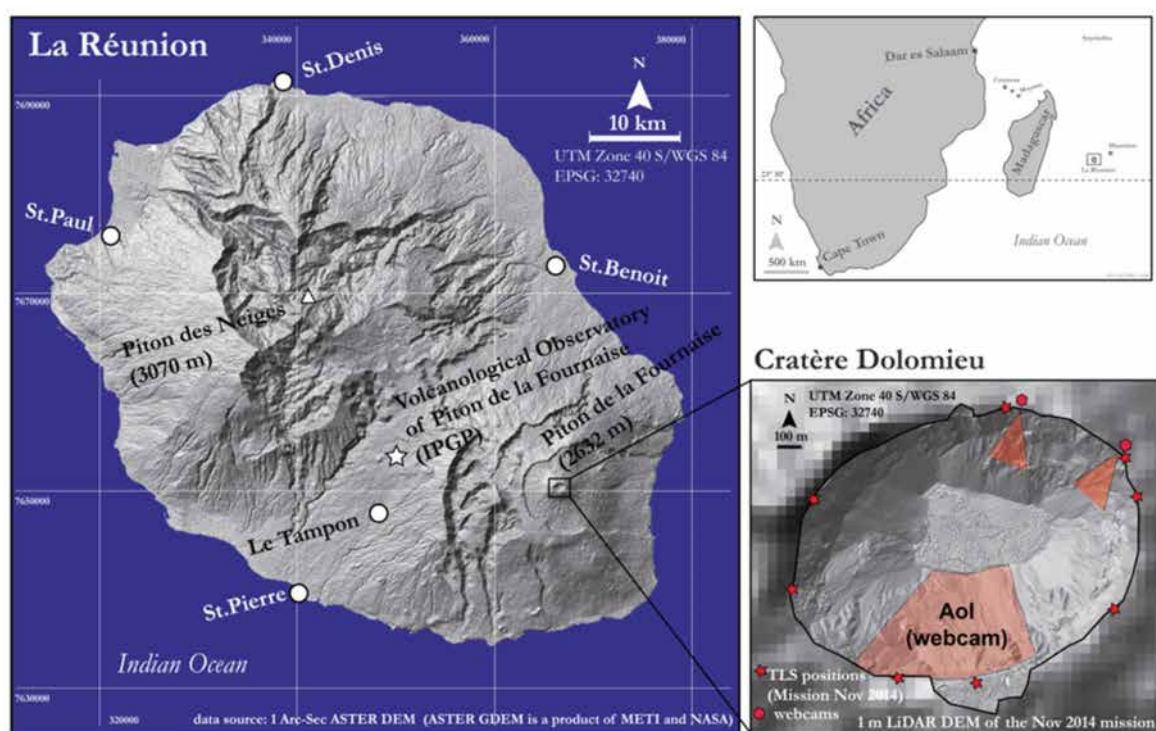 La Réunion
340000
360000
380000
St.Denis
N
10 km
UTM Zone 40 S/WGS 84
EPSG: 32740
7690000
St.Paul
St.Benoit
7670000
Piton des Neiges
(3070 m)
Volcanological Observatory
of Piton de la Fournaise
(IPGP)
Piton de la Fournaise
(2632 m)
7650000
Le Tampon
St.Pierre
Indian Ocean
7630000
320000
data source: 1 Arc-Sec ASTER DEM (ASTER GDEM is a product of METI and NASA)
Seychelles
Dar es Salaam
Africa
Comoros
Mayotte
Madagascar
Mauritius
La Réunion
23° 30'
N
500 km
Cape Town
Indian Ocean
Cratère Dolomieu
N
UTM Zone 40 S/WGS 84
EPSG: 32740
100 m
AoI
(webcam)
TLS positions
(Mission Nov 2014)
webcams
1 m LiDAR DEM of the Nov 2014 mission